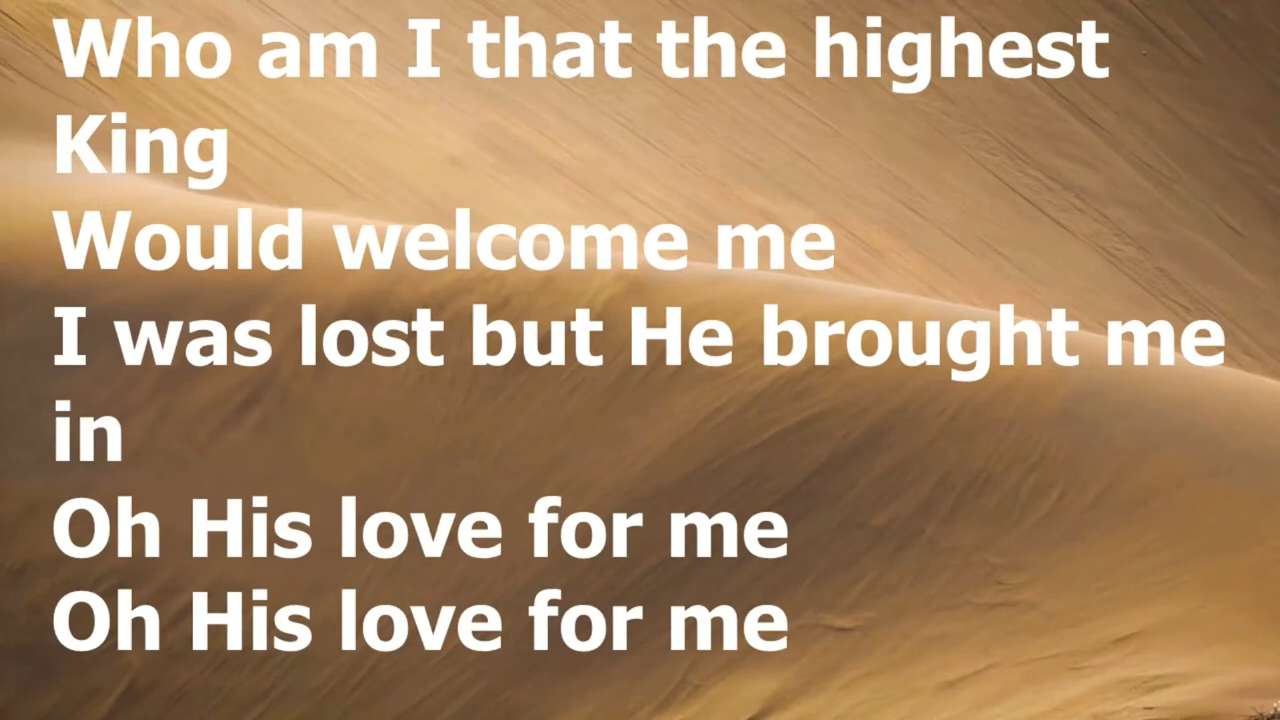 Who am I that the highest
King
Would welcome me
I was lost but He brought me
in
Oh His love for me
Oh His love for me